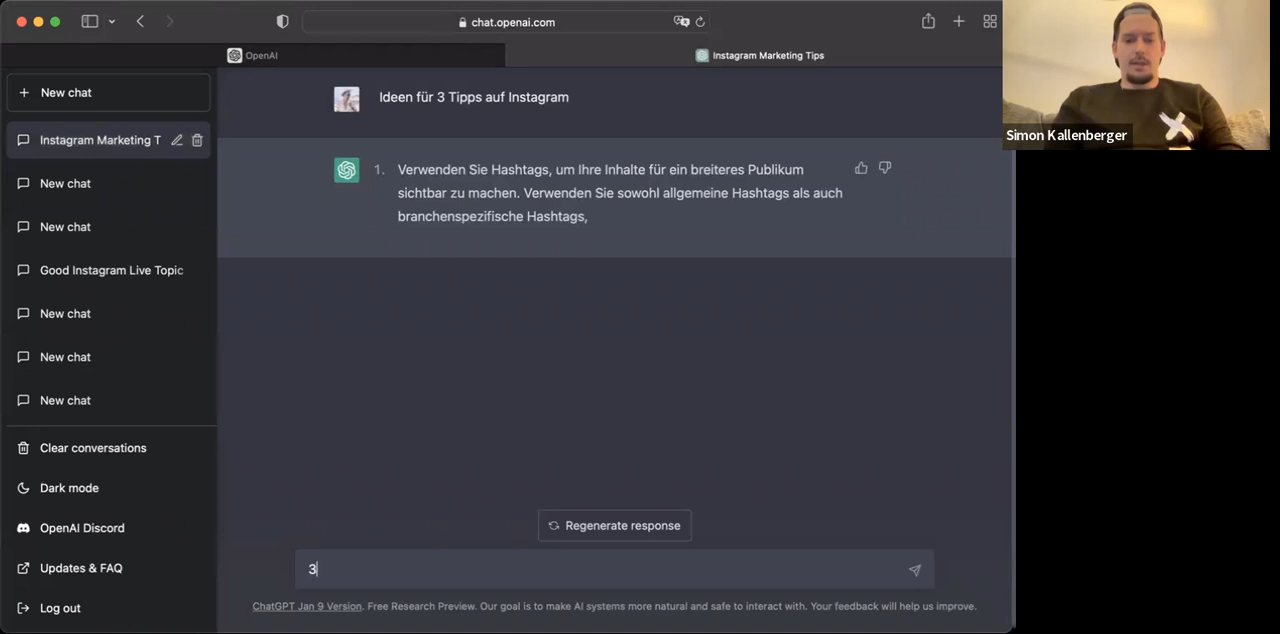 chat.openai.com
OpenAI
Instagram Marketing Tips
New chat
Instagram Marketing T
New chat
New chat
Good Instagram Live Topic
New chat
New chat
New chat
Clear conversations
Dark mode
OpenAI Discord
Updates & FAQ
Log out
Ideen für 3 Tipps auf Instagram
1. Verwenden Sie Hashtags, um Ihre Inhalte für ein breiteres Publikum
sichtbar zu machen. Verwenden Sie sowohl allgemeine Hashtags als auch
branchenspezifische Hashtags,
Regenerate response
3
ChatGPT Jan 9 Version. Free Research Preview. Our goal is to make AI systems more natural and safe to interact with. Your feedback will help us improve.
Simon Kallenberger